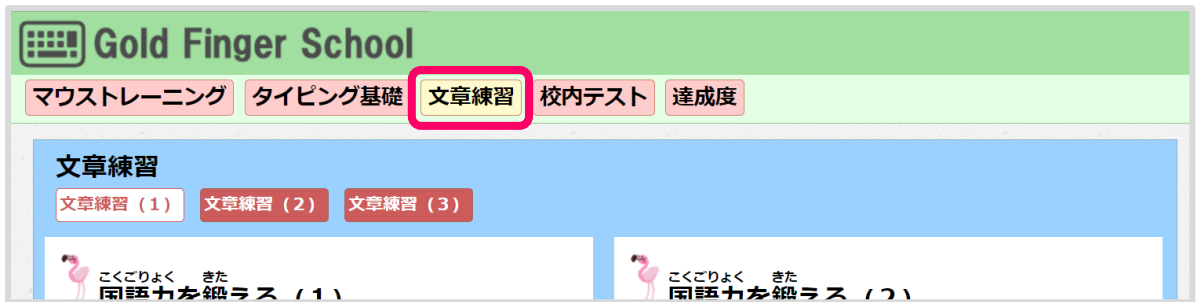 Gold Finger School
マウストレーニング タイピング基礎 文章練習 校内テスト 達成度
文章練習
文章練習（1） 文章練習（2） 文章練習（3）
こくごりょく きた
国語力を鍛える（1）
こくごりょく きた
国語力を鍛える（2）